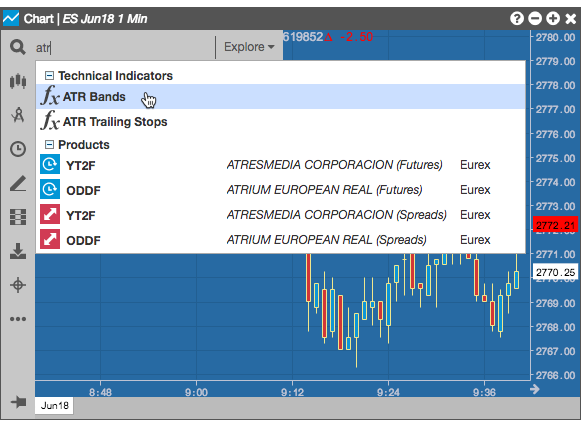 Chart | ES Jun18 1 Min
atr
Explore
619852 -2.50
Technical Indicators
fx ATR Bands
fx ATR Trailing Stops
Products
YT2F ATRESMEDIA CORPORACION (Futures) Eurex
ODDF ATRIUM EUROPEAN REAL (Futures) Eurex
YT2F ATRESMEDIA CORPORACION (Spreads) Eurex
ODDF ATRIUM EUROPEAN REAL (Spreads) Eurex
2780.00
2779.00
2778.00
2777.00
2776.00
2775.00
2774.00
2773.00
2772.21
2771.00
2770.25
2769.00
2768.00
2767.00
2766.00
8:48 9:00 9:12 9:24 9:36
Jun18